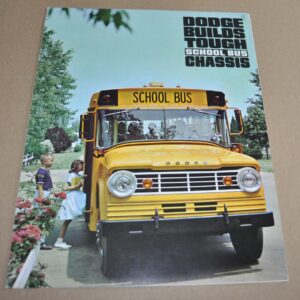 DODGE
BUILDS
TOUGH
SCHOOL BUS
CHASSIS
SCHOOL BUS
DODGE